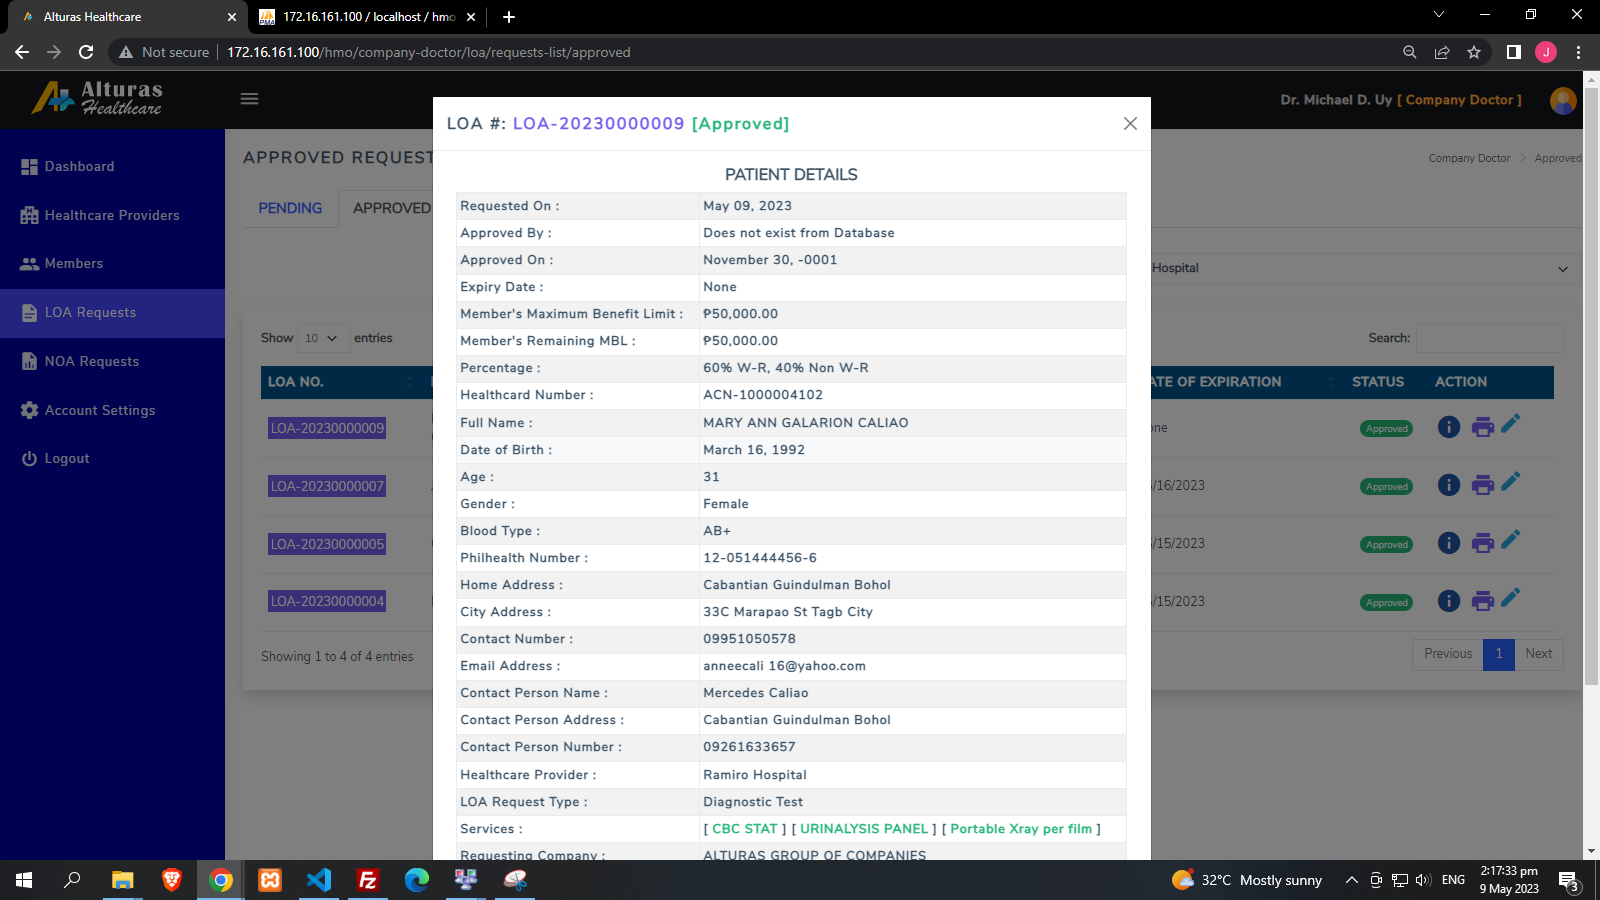 Alturas Healthcare
172.16.161.100 / localhost / hmo
Not secure
172.16.161.100/hmo/company-doctor/loa/requests-list/approved
J
Alturas
Healthcare
Dr. Michael D. Uy [ Company Doctor ]
Dashboard
Healthcare Providers
Members
LOA Requests
NOA Requests
Account Settings
Logout
APPROVED REQUEST
Company Doctor
Approved
PENDING
APPROVED
Hospital
Show 10 entries
Search:
LOA NO.
ATE OF EXPIRATION
STATUS
ACTION
LOA-20230000009
one
Approved
LOA-20230000007
/16/2023
Approved
LOA-20230000005
/15/2023
Approved
LOA-20230000004
/15/2023
Approved
Showing 1 to 4 of 4 entries
Previous 1 Next
LOA #: LOA-20230000009 [Approved]
PATIENT DETAILS
Requested On : May 09, 2023
Approved By : Does not exist from Database
Approved On : November 30, -0001
Expiry Date : None
Member's Maximum Benefit Limit : ₱50,000.00
Member's Remaining MBL : ₱50,000.00
Percentage : 60% W-R, 40% Non W-R
Healthcard Number : ACN-1000004102
Full Name : MARY ANN GALARION CALIAO
Date of Birth : March 16, 1992
Age : 31
Gender : Female
Blood Type : AB+
Philhealth Number : 12-051444456-6
Home Address : Cabantian Guindulman Bohol
City Address : 33C Marapao St Tagb City
Contact Number : 09951050578
Email Address : anneecali 16@yahoo.com
Contact Person Name : Mercedes Caliao
Contact Person Address : Cabantian Guindulman Bohol
Contact Person Number : 09261633657
Healthcare Provider : Ramiro Hospital
LOA Request Type : Diagnostic Test
Services : [ CBC STAT ] [ URINALYSIS PANEL ] [ Portable Xray per film ]
Requesting Company : ALTURAS GROUP OF COMPANIES
32°C Mostly sunny
ENG
2:17:33 pm
9 May 2023
3